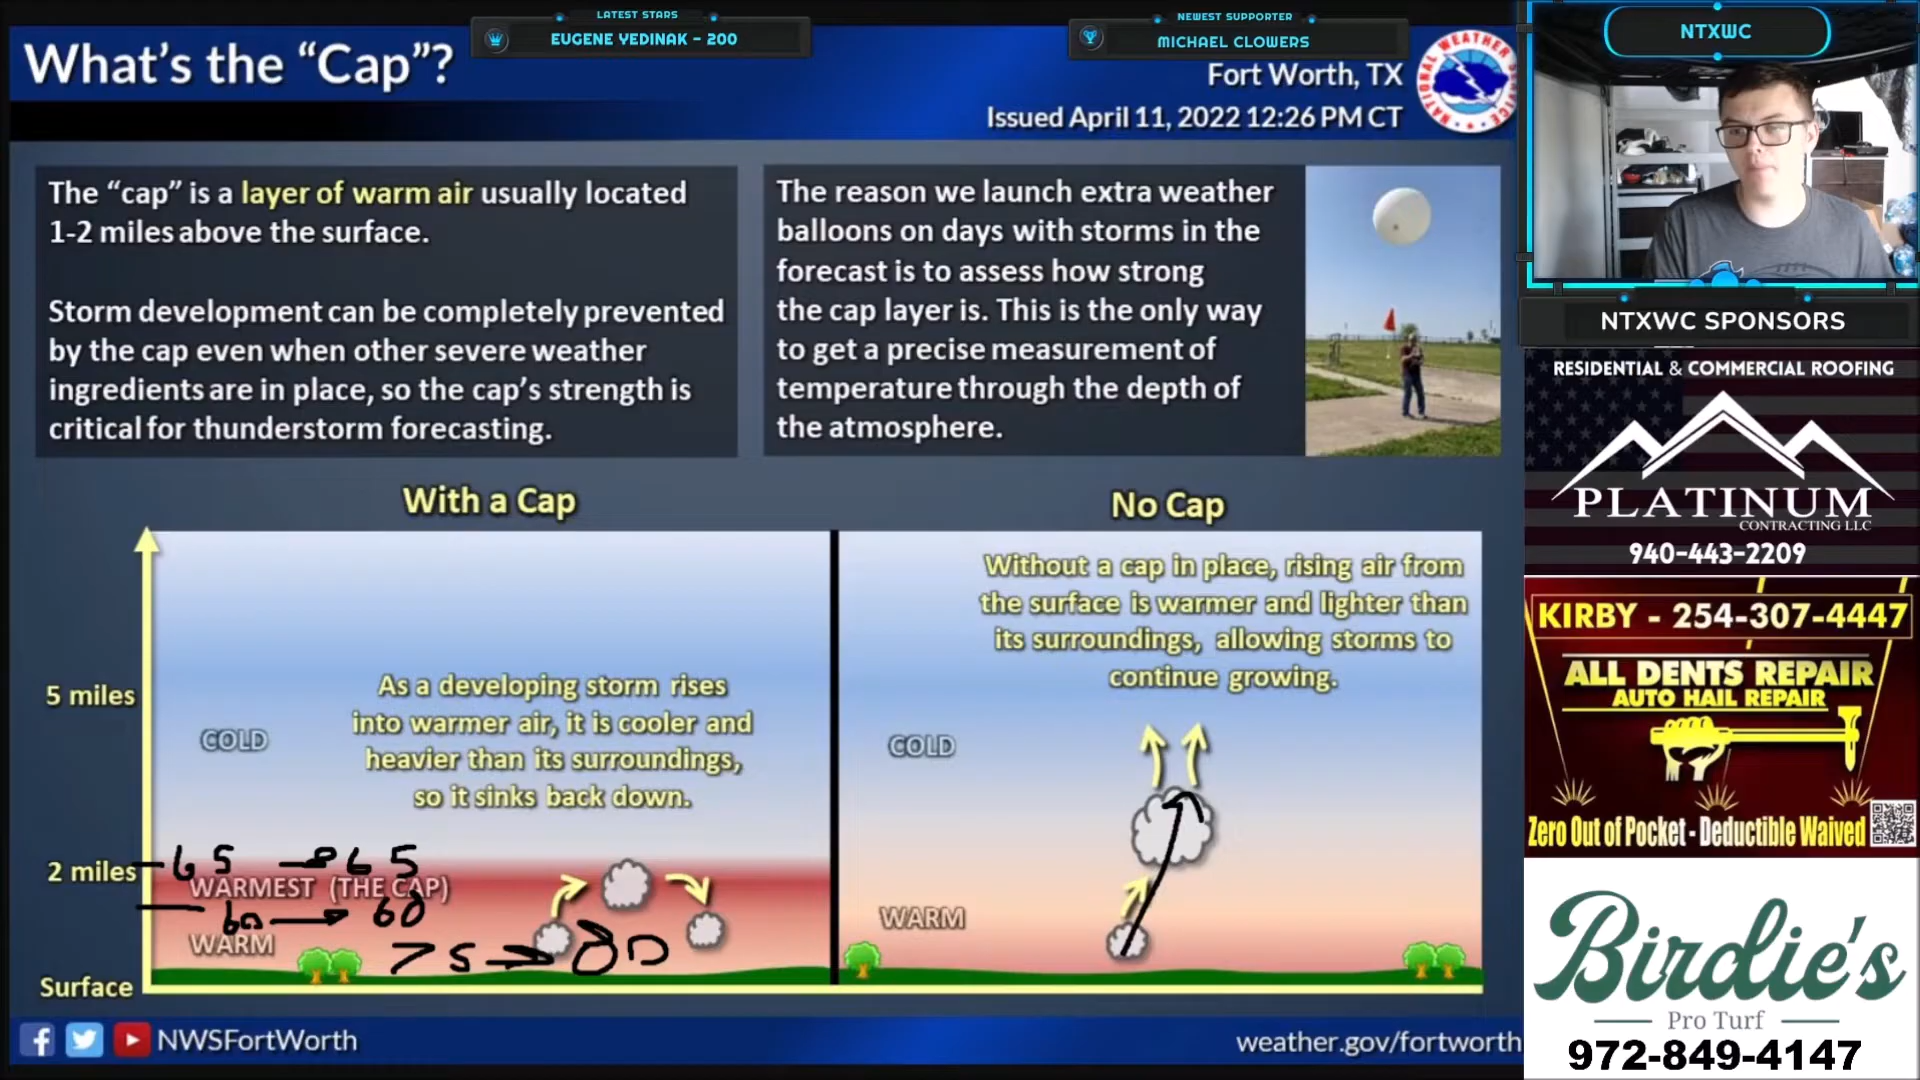 LATEST STARS
EUGENE YEDINAK - 200
NEWEST SUPPORTER
MICHAEL CLOWERS
NTXWC
What's the “Cap”?
Fort Worth, TX
Issued April 11, 2022 12:26 PM CT
NATIONAL WEATHER SERVICE
The “cap” is a layer of warm air usually located
1-2 miles above the surface.
Storm development can be completely prevented
by the cap even when other severe weather
ingredients are in place, so the cap's strength is
critical for thunderstorm forecasting.
The reason we launch extra weather
balloons on days with storms in the
forecast is to assess how strong
the cap layer is. This is the only way
to get a precise measurement of
temperature through the depth of
the atmosphere.
With a Cap
5 miles
COLD
As a developing storm rises
into warmer air, it is cooler and
heavier than its surroundings,
so it sinks back down.
65 → 65
2 miles
WARMEST (THE CAP)
60 → 60
WARM
75 → 80
Surface
No Cap
Without a cap in place, rising air from
the surface is warmer and lighter than
its surroundings, allowing storms to
continue growing.
COLD
WARM
NWSFortWorth
weather.gov/fortworth
NTXWC SPONSORS
RESIDENTIAL & COMMERCIAL ROOFING
PLATINUM
CONTRACTING LLC
940-443-2209
KIRBY - 254-307-4447
ALL DENTS REPAIR
AUTO HAIL REPAIR
Zero Out of Pocket - Deductible Waived
Birdie's
Pro Turf
972-849-4147